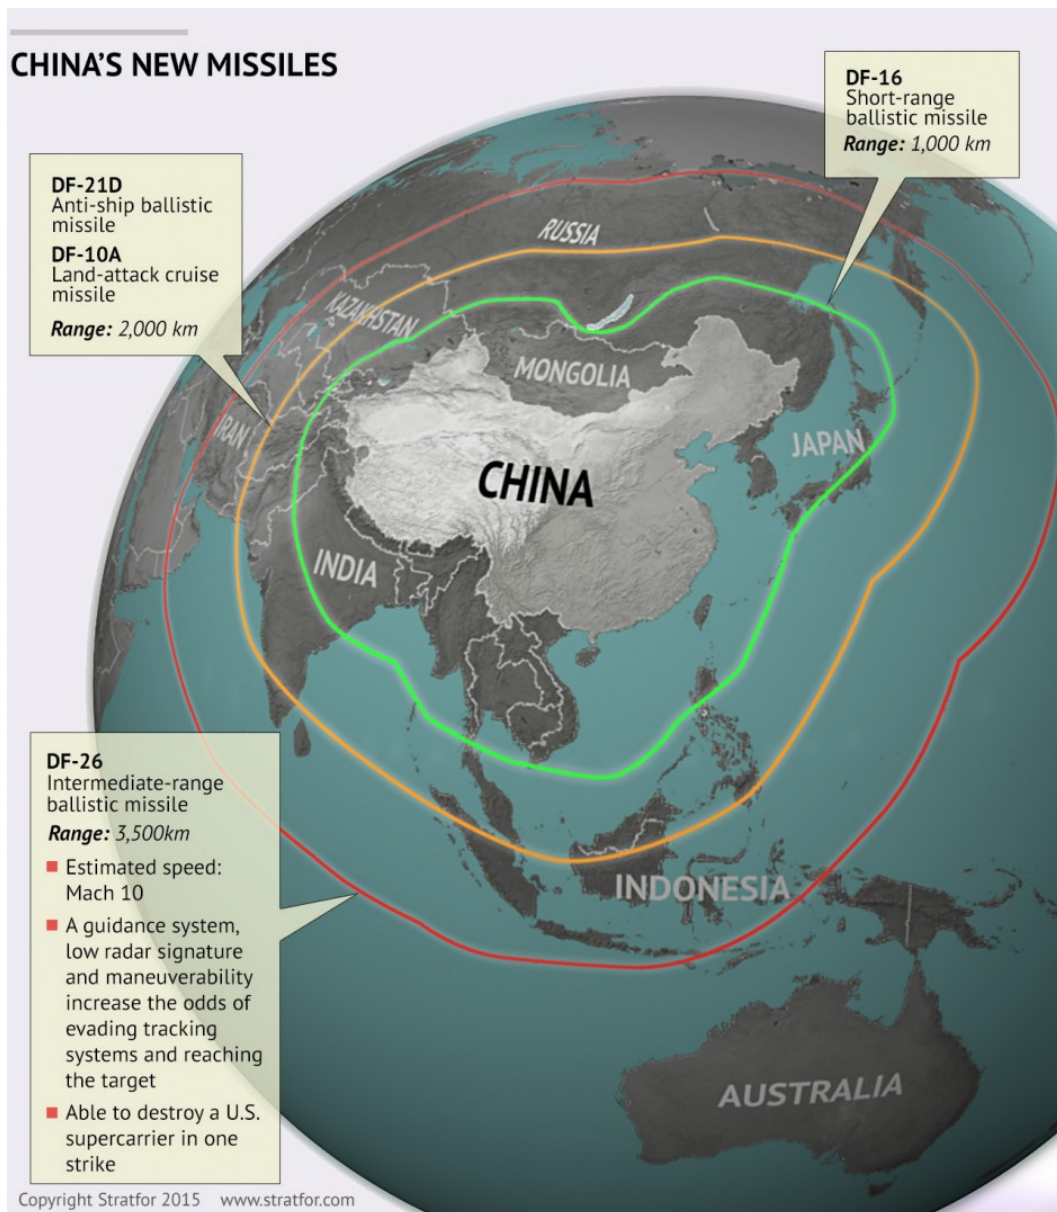 CHINA'S NEW MISSILES
DF-16
Short-range
ballistic missile
Range: 1,000 km
DF-21D
Anti-ship ballistic
missile
DF-10A
Land-attack cruise
missile
Range: 2,000 km
RUSSIA
KAZAKHSTAN
MONGOLIA
IRAN
JAPAN
CHINA
INDIA
DF-26
Intermediate-range
ballistic missile
Range: 3,500km
Estimated speed:
Mach 10
A guidance system,
low radar signature
and maneuverability
increase the odds of
evading tracking
systems and reaching
the target
Able to destroy a U.S.
supercarrier in one
strike
INDONESIA
AUSTRALIA
Copyright Stratfor 2015 www.stratfor.com